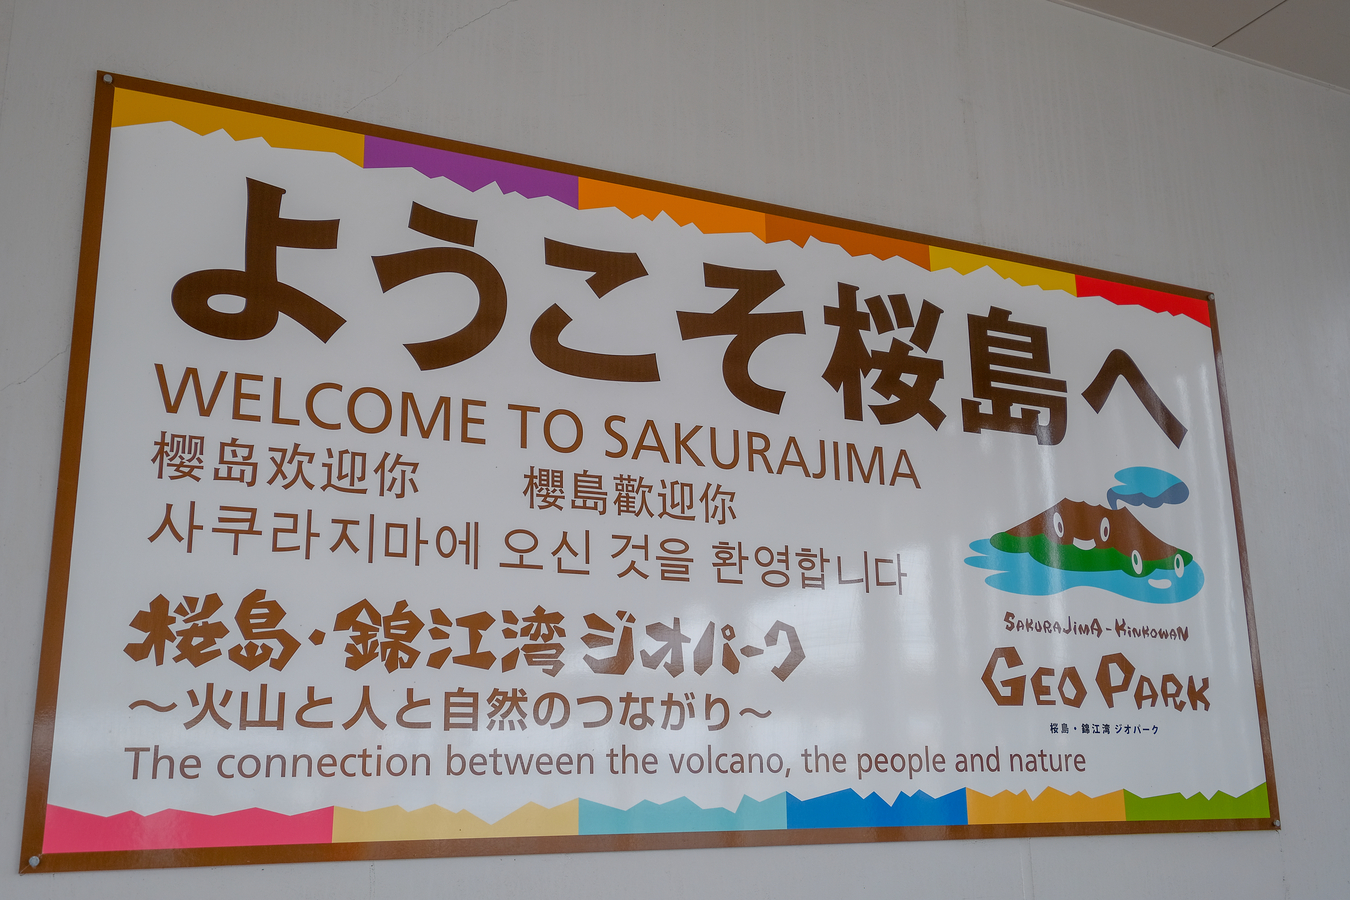 ようこそ桜島へ
WELCOME TO SAKURAJIMA
樱岛欢迎你 櫻島歡迎你
사쿠라지마에 오신 것을 환영합니다
桜島・錦江湾 ジオパーク
～火山と人と自然のつながり～
The connection between the volcano, the people and nature
SAKURAJIMA-KINKOWAN
GEO PARK
桜島・錦江湾 ジオパーク